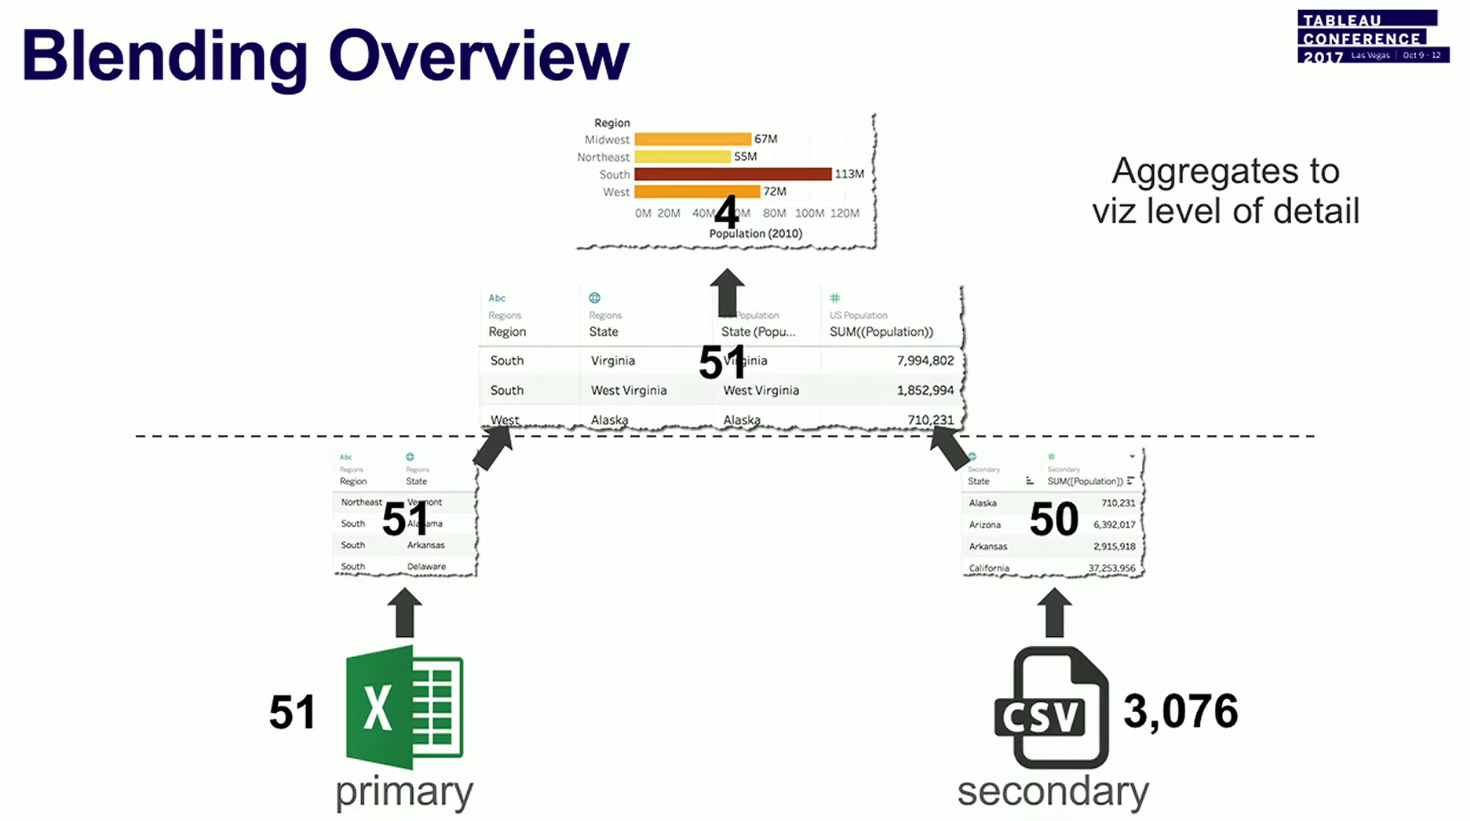 Blending Overview
TABLEAU
CONFERENCE
2017 Las Vegas | Oct 9 - 12
Region
Midwest 67M
Northeast 55M
South 113M
West 72M
0M 20M 40M 80M 100M 120M
4
Population (2010)
Aggregates to
viz level of detail
Abc
Regions Regions Population US Population
Region State State (Popu... SUM((Population))
South Virginia Virginia 7,994,802
51
South West Virginia West Virginia 1,852,994
West Alaska Alaska 710,231
Abc
Regions Regions
Region State
Northeast Vermont
South Alabama
51
South Arkansas
South Delaware
Secondary Secondary
State SUM([Population])
Alaska 710,231
Arizona 6,392,017
50
Arkansas 2,915,918
California 37,253,956
51
X
primary
CSV
3,076
secondary